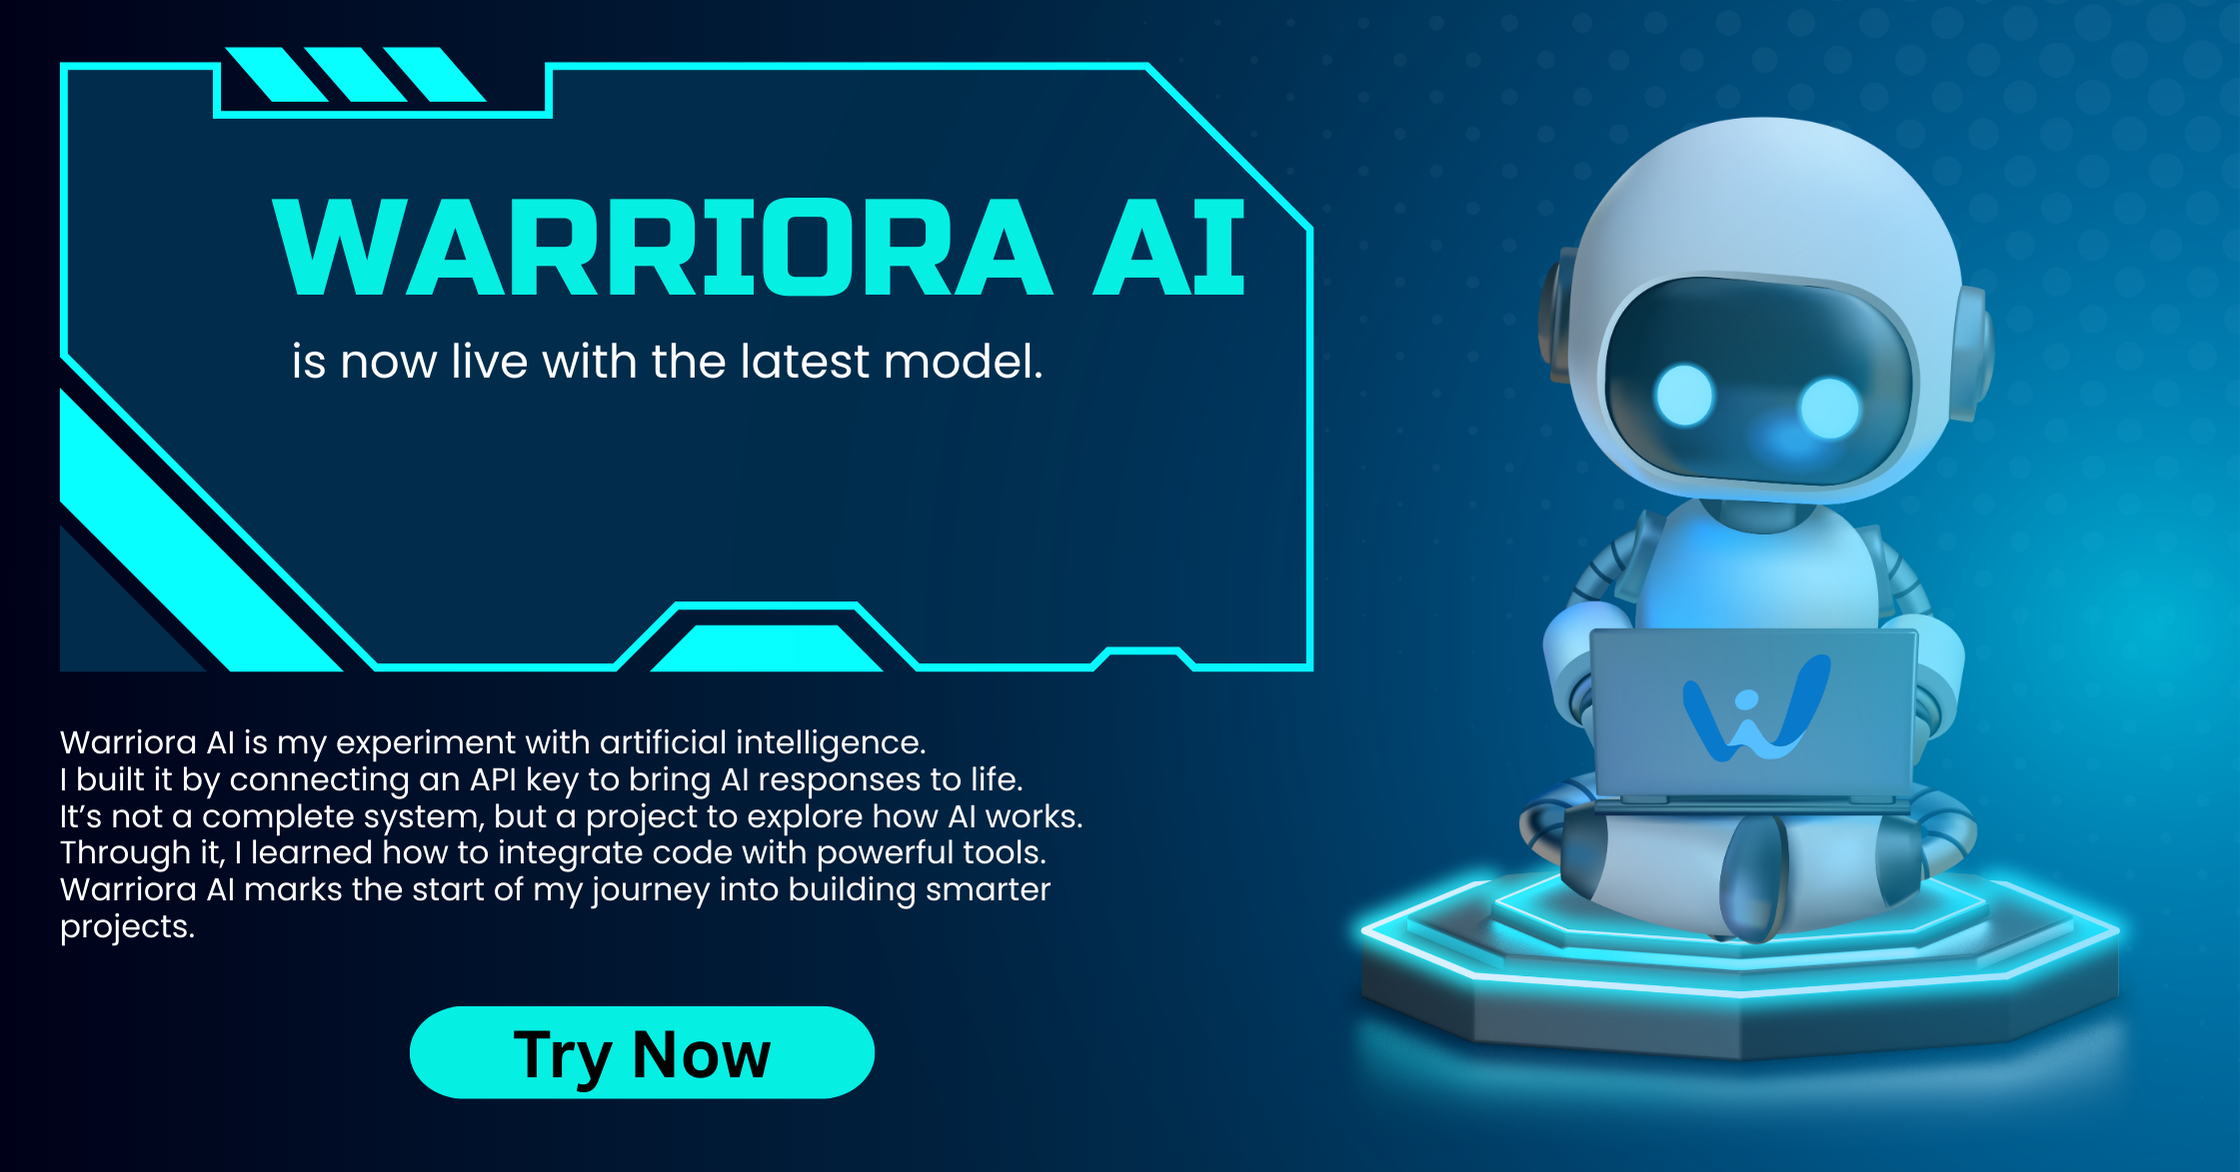 WARRIORA AI
is now live with the latest model.
Warriora AI is my experiment with artificial intelligence.
I built it by connecting an API key to bring AI responses to life.
It’s not a complete system, but a project to explore how AI works.
Through it, I learned how to integrate code with powerful tools.
Warriora AI marks the start of my journey into building smarter
projects.
Try Now